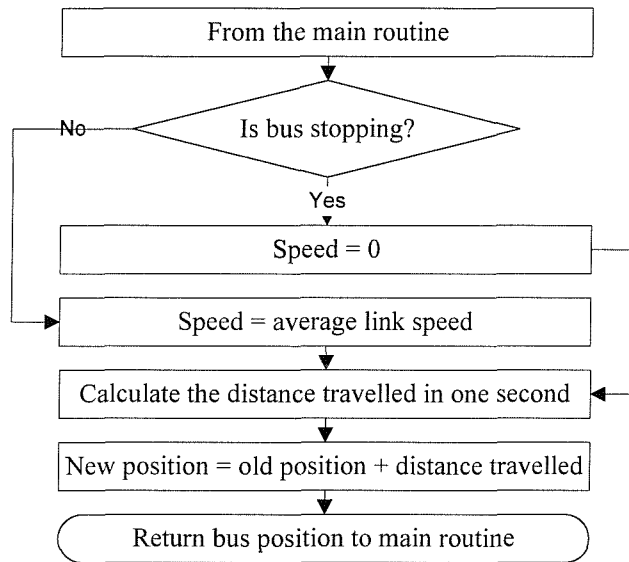 From the main routine
Is bus stopping?
No
Yes
Speed = 0
Speed = average link speed
Calculate the distance travelled in one second
New position = old position + distance travelled
Return bus position to main routine